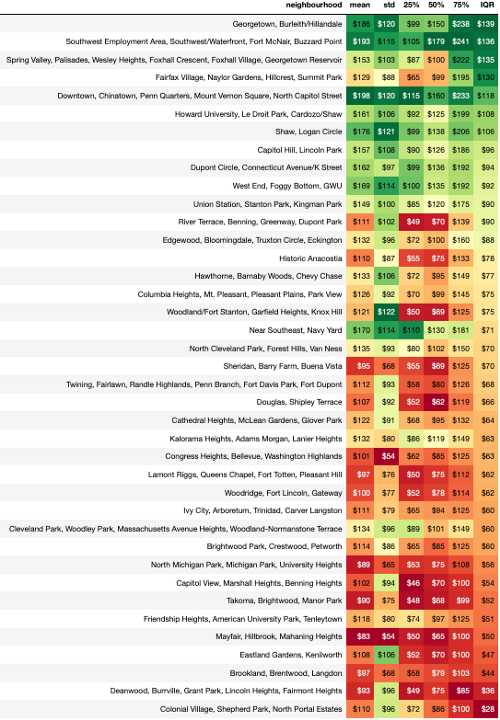 neighbourhood mean std 25% 50% 75% IQR
Georgetown, Burleith/Hillandale $186 $120 $99 $150 $238 $139
Southwest Employment Area, Southwest/Waterfront, Fort McNair, Buzzard Point $193 $115 $105 $179 $241 $136
Spring Valley, Palisades, Wesley Heights, Foxhall Crescent, Foxhall Village, Georgetown Reservoir $153 $103 $87 $100 $222 $135
Fairfax Village, Naylor Gardens, Hillcrest, Summit Park $129 $88 $65 $99 $195 $130
Downtown, Chinatown, Penn Quarters, Mount Vernon Square, North Capitol Street $198 $120 $115 $160 $233 $118
Howard University, Le Droit Park, Cardozo/Shaw $161 $106 $92 $125 $199 $108
Shaw, Logan Circle $176 $121 $99 $138 $206 $106
Capitol Hill, Lincoln Park $157 $108 $90 $126 $186 $96
Dupont Circle, Connecticut Avenue/K Street $162 $97 $99 $136 $192 $94
West End, Foggy Bottom, GWU $169 $114 $100 $135 $192 $92
Union Station, Stanton Park, Kingman Park $149 $100 $85 $120 $175 $90
River Terrace, Benning, Greenway, Dupont Park $111 $102 $49 $70 $139 $90
Edgewood, Bloomingdale, Truxton Circle, Eckington $132 $96 $72 $100 $160 $88
Historic Anacostia $110 $87 $55 $75 $133 $78
Hawthorne, Barnaby Woods, Chevy Chase $133 $106 $72 $95 $149 $77
Columbia Heights, Mt. Pleasant, Pleasant Plains, Park View $126 $92 $70 $99 $145 $75
Woodland/Fort Stanton, Garfield Heights, Knox Hill $121 $122 $50 $69 $125 $75
Near Southeast, Navy Yard $170 $114 $110 $130 $181 $71
North Cleveland Park, Forest Hills, Van Ness $135 $93 $80 $102 $150 $70
Sheridan, Barry Farm, Buena Vista $95 $68 $55 $69 $125 $70
Twining, Fairlawn, Randle Highlands, Penn Branch, Fort Davis Park, Fort Dupont $112 $93 $58 $80 $126 $68
Douglas, Shipley Terrace $107 $92 $52 $62 $119 $66
Cathedral Heights, McLean Gardens, Glover Park $122 $91 $68 $95 $132 $64
Kalorama Heights, Adams Morgan, Lanier Heights $132 $80 $86 $119 $149 $63
Congress Heights, Bellevue, Washington Highlands $101 $54 $62 $85 $125 $63
Lamont Riggs, Queens Chapel, Fort Totten, Pleasant Hill $97 $76 $50 $75 $112 $62
Woodridge, Fort Lincoln, Gateway $100 $77 $52 $78 $114 $62
Ivy City, Arboretum, Trinidad, Carver Langston $111 $79 $65 $94 $125 $60
Cleveland Park, Woodley Park, Massachusetts Avenue Heights, Woodland-Normanstone Terrace $134 $96 $89 $101 $149 $60
Brightwood Park, Crestwood, Petworth $114 $86 $65 $85 $125 $60
North Michigan Park, Michigan Park, University Heights $89 $65 $53 $75 $108 $56
Capitol View, Marshall Heights, Benning Heights $102 $94 $46 $70 $100 $54
Takoma, Brightwood, Manor Park $90 $75 $48 $68 $99 $52
Friendship Heights, American University Park, Tenleytown $118 $80 $74 $97 $125 $51
Mayfair, Hillbrook, Mahaning Heights $83 $54 $50 $65 $100 $50
Eastland Gardens, Kenilworth $108 $106 $52 $70 $100 $47
Brookland, Brentwood, Langdon $97 $68 $58 $79 $103 $44
Deanwood, Burrville, Grant Park, Lincoln Heights, Fairmont Heights $93 $96 $49 $75 $85 $36
Colonial Village, Shepherd Park, North Portal Estates $110 $96 $72 $86 $100 $28